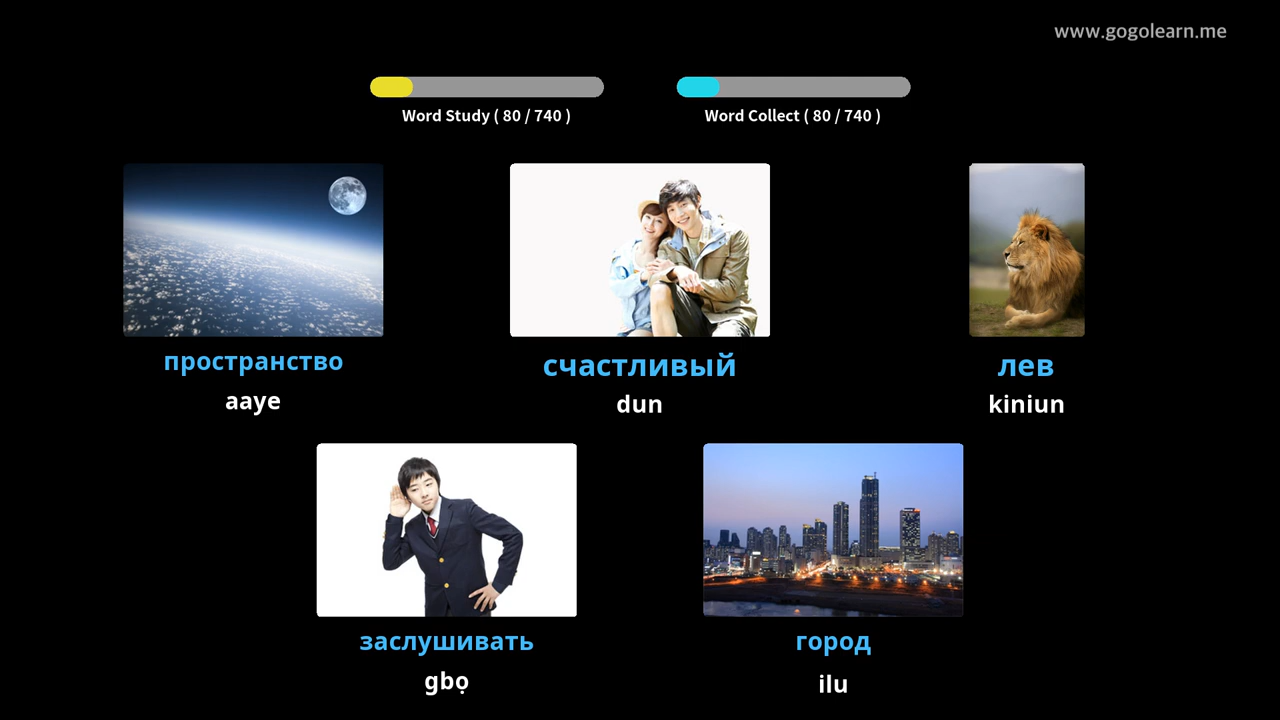 www.gogolearn.me
Word Study ( 80 / 740 )
Word Collect ( 80 / 740 )
пространство
aaye
счастливый
dun
лев
kiniun
заслушивать
gbọ
город
ilu